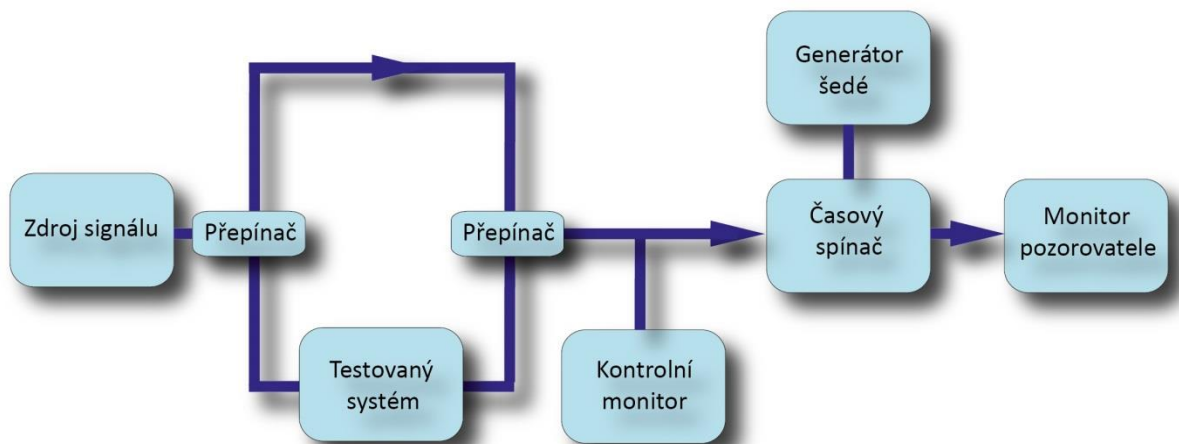 Generátor
šedé
Zdroj signálu
Přepínač
Přepínač
Časový
spínač
Monitor
pozorovatele
Testovaný
systém
Kontrolní
monitor